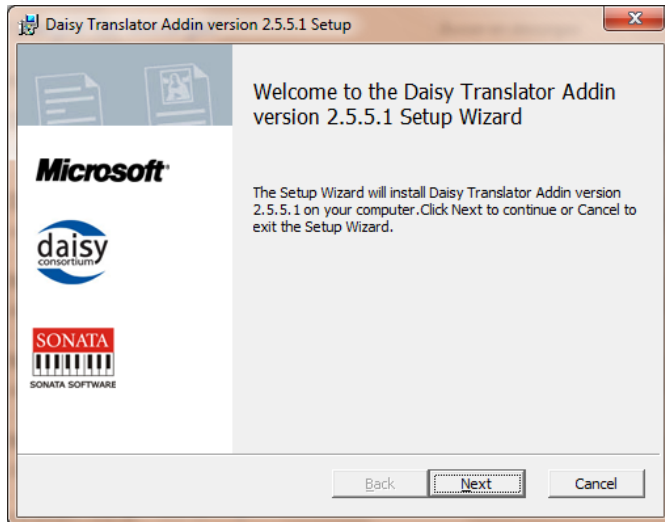 Daisy Translator Addin version 2.5.5.1 Setup
Welcome to the Daisy Translator Addin
version 2.5.5.1 Setup Wizard
Microsoft
The Setup Wizard will install Daisy Translator Addin version
2.5.5.1 on your computer.Click Next to continue or Cancel to
exit the Setup Wizard.
daisy
consortium
SONATA
SONATA SOFTWARE
Back
Next
Cancel